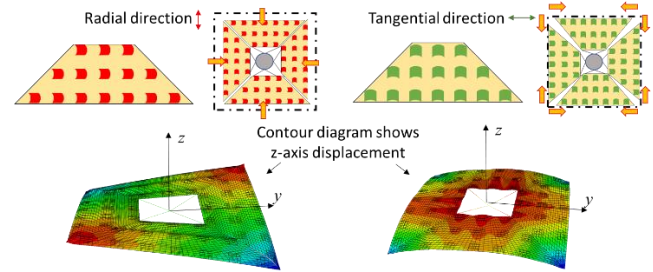 Radial direction
Tangential direction
Contour diagram shows
z-axis displacement
z
y
z
y